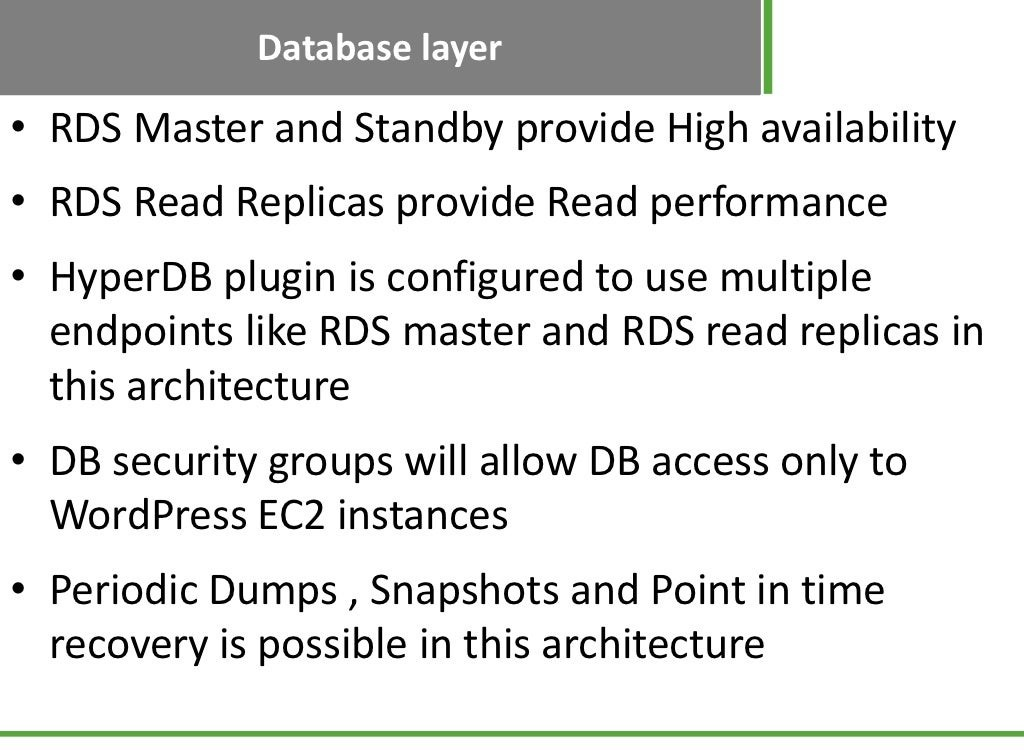 Database layer
• RDS Master and Standby provide High availability
• RDS Read Replicas provide Read performance
• HyperDB plugin is configured to use multiple
endpoints like RDS master and RDS read replicas in
this architecture
• DB security groups will allow DB access only to
WordPress EC2 instances
• Periodic Dumps , Snapshots and Point in time
recovery is possible in this architecture